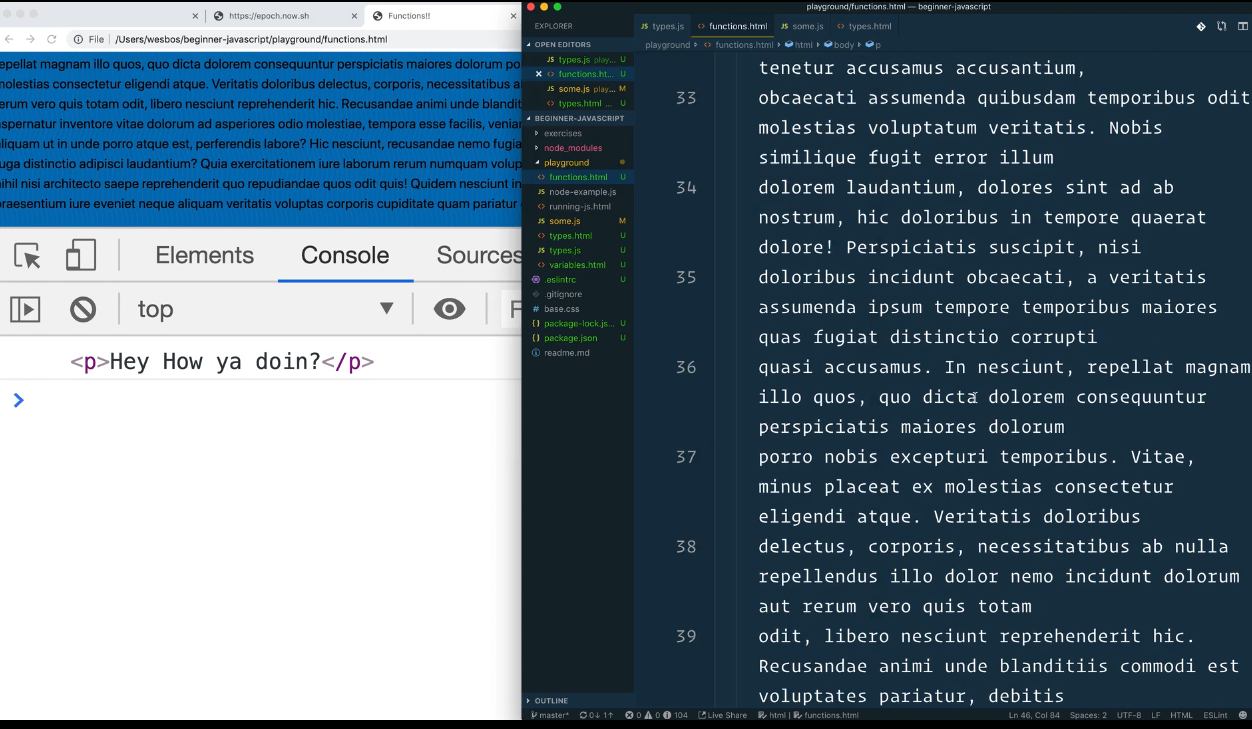 https://epoch.now.sh
Functions!!
File /Users/wesbos/beginner-javascript/playground/functions.html
repellat magnam illo quos, quo dicta dolorem consequuntur perspiciatis maiores dolorum po
molestias consectetur eligendi atque. Veritatis doloribus delectus, corporis, necessitatibus a
rerum vero quis totam odit, libero nesciunt reprehenderit hic. Recusandae animi unde blandit
aspernatur inventore vitae dolorum ad asperiores odio molestiae, tempora esse facilis, venia
aliquam ut in unde porro atque est, perferendis labore? Hic nesciunt, recusandae nemo fugia
fuga distinctio adipisci laudantium? Quia exercitationem iure laborum rerum numquam volup
nihil nisi architecto saepe reprehenderit quo repudiandae quos odit quis! Quidem nesciunt in
praesentium iure eveniet neque aliquam veritatis voluptas corporis cupiditate quam pariatur
Elements
Console
Sources
top
F
<p>Hey How ya doin?</p>
playground/functions.html — beginner-javascript
EXPLORER
OPEN EDITORS
JS types.js play... U
functions.ht... U
JS some.js play... M
types.html ... U
BEGINNER-JAVASCRIPT
exercises
node_modules
playground
functions.html U
JS node-example.js
running-js.html
JS some.js M
types.html U
JS types.js U
variables.html U
.eslintrc U
.gitignore
# base.css
{} package-lock.js... U
{} package.json U
readme.md
OUTLINE
JS types.js
functions.html
JS some.js
types.html
playground functions.html html body p
tenetur accusamus accusantium,
33 obcaecati assumenda quibusdam temporibus odit
molestias voluptatum veritatis. Nobis
similique fugit error illum
34 dolorem laudantium, dolores sint ad ab
nostrum, hic doloribus in tempore quaerat
dolore! Perspiciatis suscipit, nisi
35 doloribus incidunt obcaecati, a veritatis
assumenda ipsum tempore temporibus maiores
quas fugiat distinctio corrupti
36 quasi accusamus. In nesciunt, repellat magnam
illo quos, quo dicta dolorem consequuntur
perspiciatis maiores dolorum
37 porro nobis excepturi temporibus. Vitae,
minus placeat ex molestias consectetur
eligendi atque. Veritatis doloribus
38 delectus, corporis, necessitatibus ab nulla
repellendus illo dolor nemo incidunt dolorum
aut rerum vero quis totam
39 odit, libero nesciunt reprehenderit hic.
Recusandae animi unde blanditiis commodi est
voluptates pariatur, debitis
master* 0↓ 1↑ 0 0 104 Live Share html functions.html Ln 46, Col 84 Spaces: 2 UTF-8 LF HTML ESLint